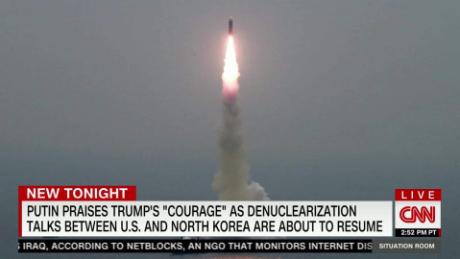 NEW TONIGHT
PUTIN PRAISES TRUMP'S "COURAGE" AS DENUCLEARIZATION
TALKS BETWEEN U.S. AND NORTH KOREA ARE ABOUT TO RESUME
LIVE
CNN
2:52 PM PT
IRAQ, ACCORDING TO NETBLOCKS, AN NGO THAT MONITORS INTERNET DIS
SITUATION ROOM